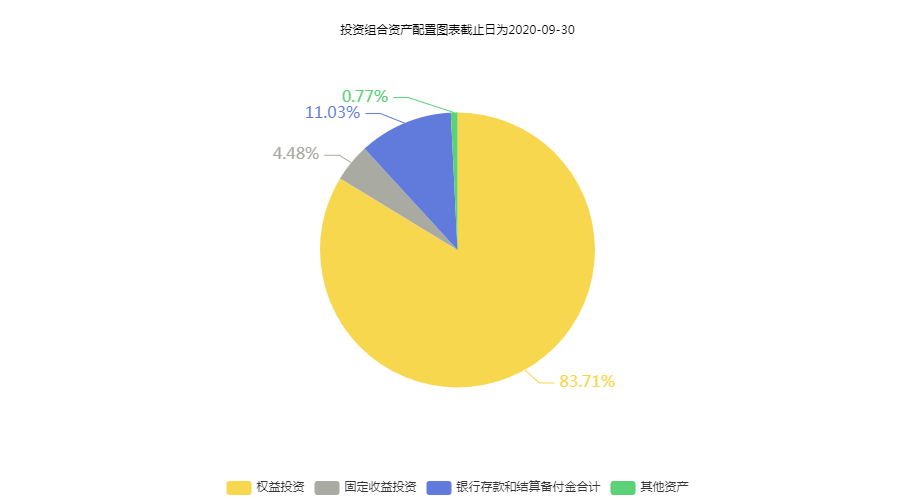 投资组合资产配置图表截止日为2020-09-30
0.77%
11.03%
4.48%
83.71%
权益投资 固定收益投资 银行存款和结算备付金合计 其他资产